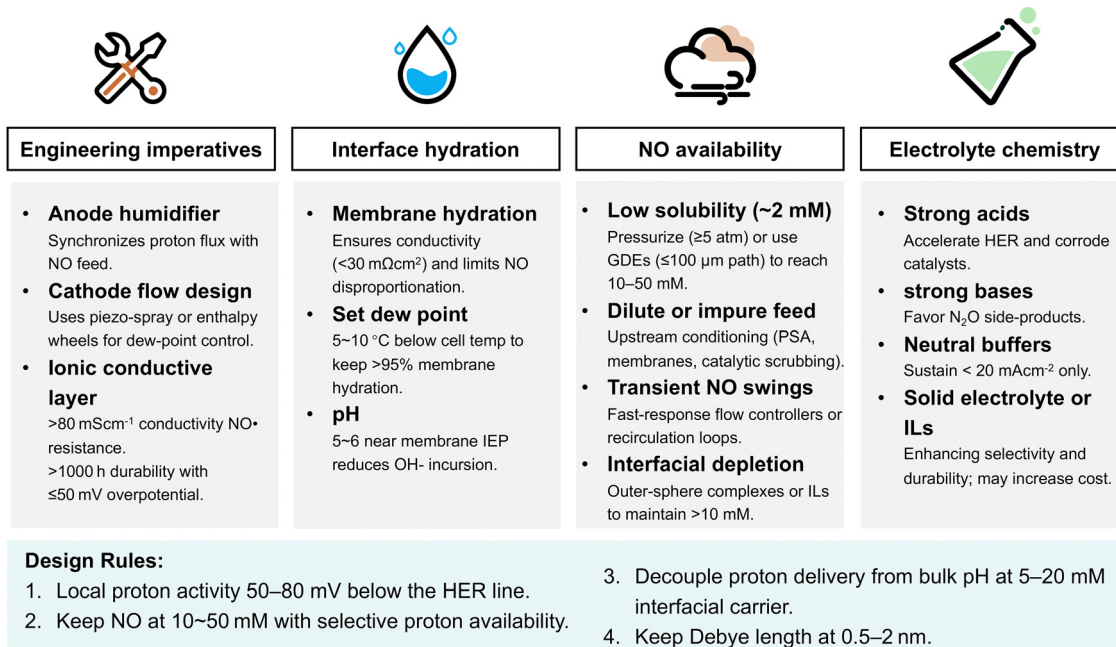 Engineering imperatives
Interface hydration
NO availability
Electrolyte chemistry
• Anode humidifier
Synchronizes proton flux with
NO feed.
• Cathode flow design
Uses piezo-spray or enthalpy
wheels for dew-point control.
• Ionic conductive
layer
>80 mScm⁻¹ conductivity NO•
resistance.
>1000 h durability with
≤50 mV overpotential.
• Membrane hydration
Ensures conductivity
(<30 mΩcm²) and limits NO
disproportionation.
• Set dew point
5~10 °C below cell temp to
keep >95% membrane
hydration.
• pH
5~6 near membrane IEP
reduces OH- incursion.
• Low solubility (~2 mM)
Pressurize (≥5 atm) or use
GDEs (≤100 µm path) to reach
10–50 mM.
• Dilute or impure feed
Upstream conditioning (PSA,
membranes, catalytic scrubbing).
• Transient NO swings
Fast-response flow controllers or
recirculation loops.
• Interfacial depletion
Outer-sphere complexes or ILs
to maintain >10 mM.
• Strong acids
Accelerate HER and corrode
catalysts.
• strong bases
Favor N₂O side-products.
• Neutral buffers
Sustain < 20 mAcm⁻² only.
• Solid electrolyte or
ILs
Enhancing selectivity and
durability; may increase cost.
Design Rules:
1. Local proton activity 50–80 mV below the HER line.
2. Keep NO at 10~50 mM with selective proton availability.
3. Decouple proton delivery from bulk pH at 5–20 mM
interfacial carrier.
4. Keep Debye length at 0.5–2 nm.